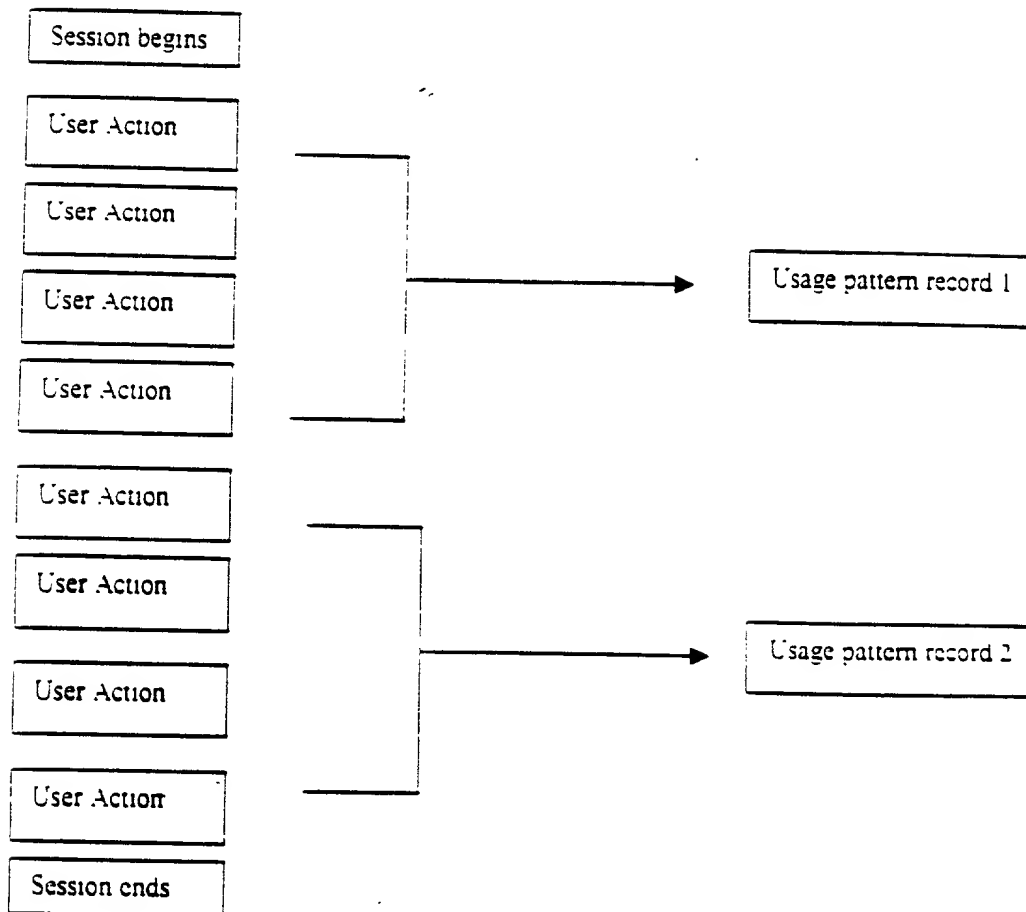 Session begins
User Action
User Action
User Action
User Action
Usage pattern record 1
User Action
User Action
User Action
User Action
Usage pattern record 2
Session ends